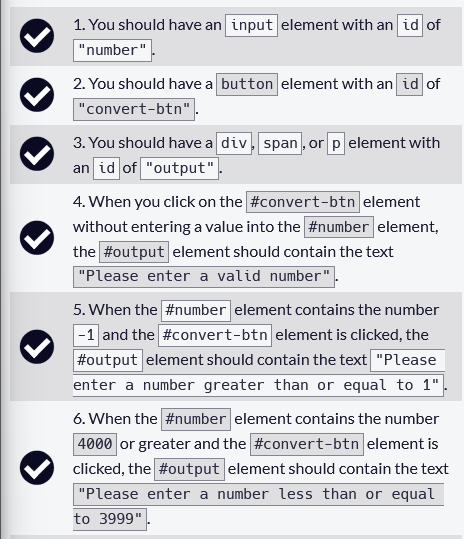 1. You should have an input element with an id of
"number".
2. You should have a button element with an id of
"convert-btn".
3. You should have a div, span, or p element with
an id of "output".
4. When you click on the #convert-btn element
without entering a value into the #number element,
the #output element should contain the text
"Please enter a valid number".
5. When the #number element contains the number
-1 and the #convert-btn element is clicked, the
#output element should contain the text "Please
enter a number greater than or equal to 1".
6. When the #number element contains the number
4000 or greater and the #convert-btn element is
clicked, the #output element should contain the text
"Please enter a number less than or equal
to 3999".